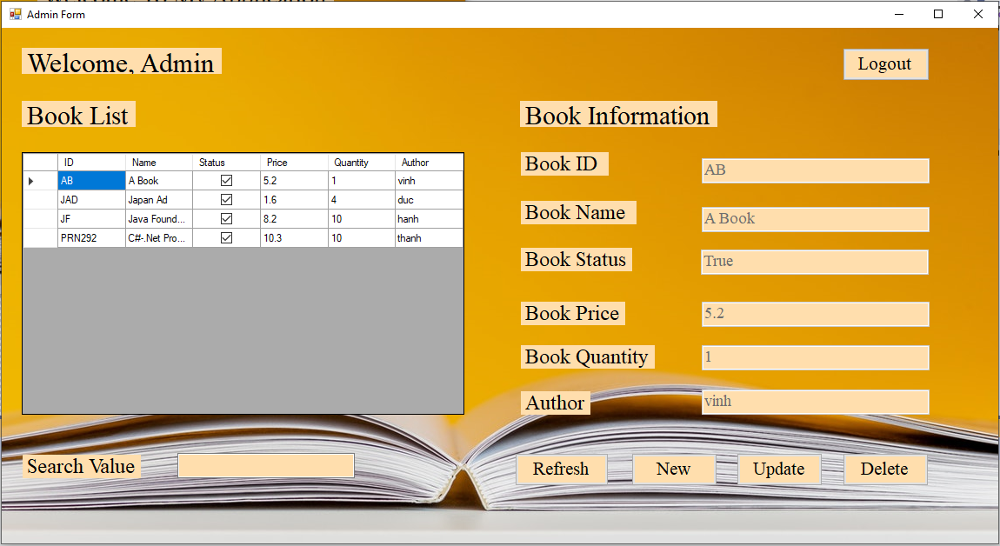 Admin Form
Welcome, Admin
Logout
Book List
ID Name Status Price Quantity Author
AB A Book 5.2 1 vinh
JAD Japan Ad 1.6 4 duc
JF Java Found... 8.2 10 hanh
PRN292 C#-.Net Pro... 10.3 10 thanh
Search Value
Book Information
Book ID AB
Book Name A Book
Book Status True
Book Price 5.2
Book Quantity 1
Author vinh
Refresh New Update Delete